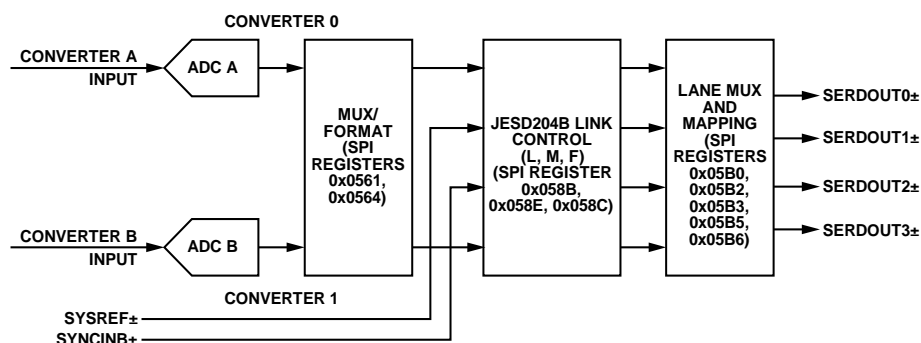 CONVERTER 0
CONVERTER A
INPUT
ADC A
MUX/
FORMAT
(SPI
REGISTERS
0x0561,
0x0564)
JESD204B LINK
CONTROL
(L, M, F)
(SPI REGISTER
0x058B,
0x058E, 0x058C)
LANE MUX
AND
MAPPING
(SPI
REGISTERS
0x05B0,
0x05B2,
0x05B3,
0x05B5,
0x05B6)
SERDOUT0±
SERDOUT1±
SERDOUT2±
SERDOUT3±
CONVERTER B
INPUT
ADC B
CONVERTER 1
SYSREF±
SYNCINB±